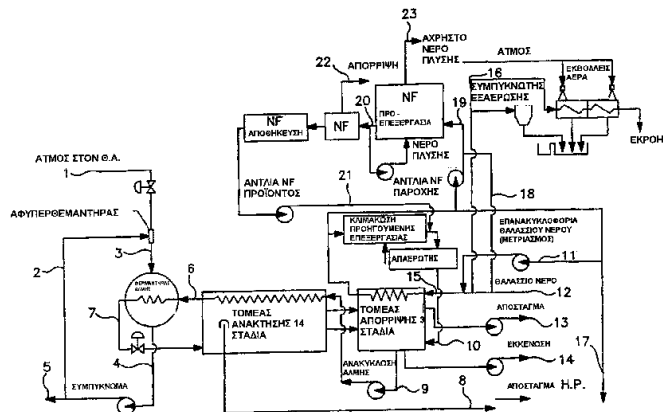 23
ΑΧΡΗΣΤΟ
ΝΕΡΟ
ΠΛΥΣΗΣ
ΑΤΜΟΣ
22
ΑΠΟΡΡΙΨΗ
16
ΕΚΒΟΛΕΙΣ
ΑΕΡΑ
ΣΥΜΠΥΚΝΩΤΗΣ
ΕΞΑΕΡΩΣΗΣ
NF
ΑΠΟΘΗΚΕΥΣΗ
NF
20
NF
ΠΡΟ-
ΕΠΕΞΕΡΓΑΣΙΑ
19
ΕΚΡΟΗ
ΝΕΡΟ
ΠΛΥΣΗΣ
ΑΤΜΟΣ ΣΤΟΝ Θ.Α.
1
ΑΝΤΛΙΑ NF
ΠΡΟΪΟΝΤΟΣ
21
ΑΝΤΛΙΑ NF
ΠΑΡΟΧΗΣ
18
ΑΦΥΠΕΡΘΕΜΑΝΤΗΡΑΣ
ΚΛΙΜΑΚΩΣΗ
ΠΡΟΗΓΟΥΜΕΝΗΣ
ΕΠΕΞΕΡΓΑΣΙΑΣ
ΕΠΑΝΑΚΥΚΛΟΦΟΡΙΑ
ΘΑΛΑΣΣΙΟΥ ΝΕΡΟΥ
(ΜΕΤΡΙΑΣΜΟΣ)
2
3
ΑΠΑΕΡΩΤΗΣ
11
6
15
ΘΑΛΑΣΣΙΟ ΝΕΡΟ
12
7
ΤΟΜΕΑΣ
ΑΝΑΚΤΗΣΗΣ 14
ΣΤΑΔΙΑ
ΤΟΜΕΑΣ
ΑΠΟΡΡΙΨΗΣ 3
ΣΤΑΔΙΑ
ΑΠΟΣΤΑΓΜΑ
13
4
10
ΕΚΚΕΝΩΣΗ
14
17
5
ΣΥΜΠΥΚΝΩΜΑ
ΑΝΑΚΥΚΛΩΣΗ
ΑΛΜΗΣ
9
8
ΑΠΟΣΤΑΓΜΑ Η.Ρ.